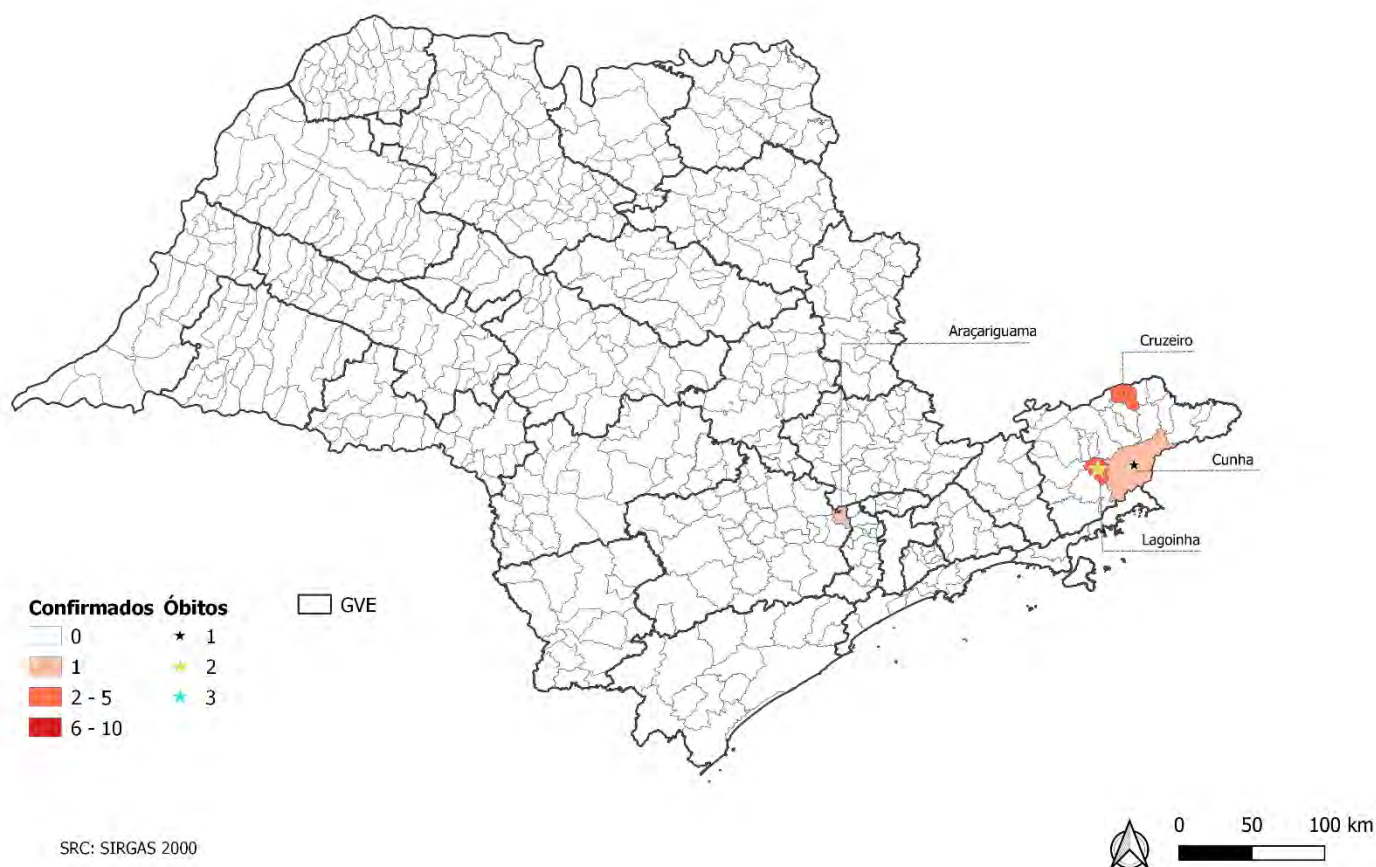 Araçariguama
Cruzeiro
Cunha
Lagoinha
Confirmados Óbitos
GVE
0 1
1 2
2 - 5 3
6 - 10
0 50 100 km
SRC: SIRGAS 2000